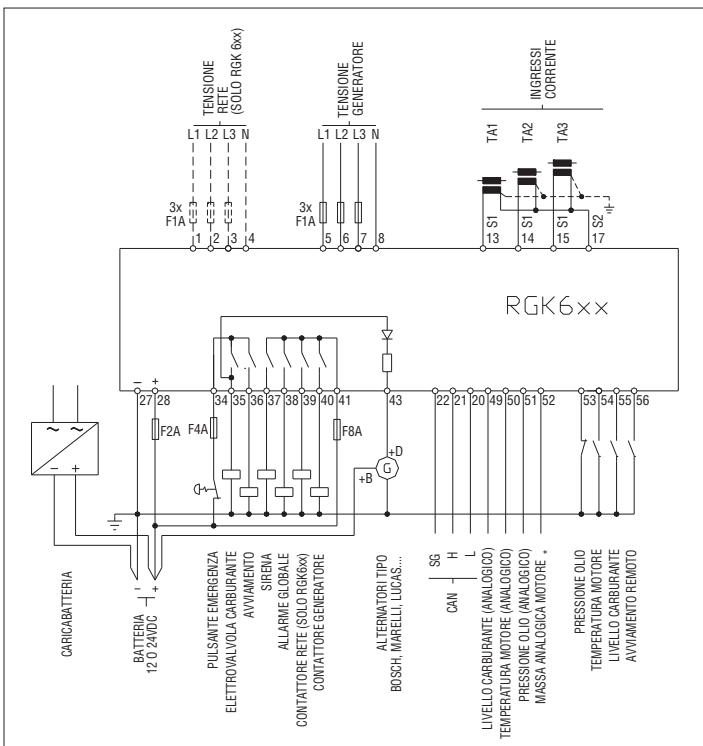 TENSIONE
RETE
(SOLO RGK 6xx)
L1 L2 L3 N
3x
F1A
1 2 3 4
TENSIONE
GENERATORE
L1 L2 L3 N
3x
F1A
5 6 7 8
INGRESSI
CORRENTE
TA1 TA2 TA3
S1 S1 S1 S2
13 14 15 17
RGK6xx
- +
27 28 34 35 36 37 38 39 40 41 43 22 21 20 49 50 51 52 53 54 55 56
F2A
F4A
F8A
+D
G
+B
~ ~
- +
CARICABATTERIA
- +
BATTERIA
12 O 24VDC
PULSANTE EMERGENZA
ELETTROVALVOLA CARBURANTE
AVVIAMENTO
SIRENA
ALLARME GLOBALE
CONTATTORE RETE (SOLO RGK6xx)
CONTATTORE GENERATORE
ALTERNATORI TIPO
BOSCH, MARELLI, LUCAS....
SG H L
CAN
LIVELLO CARBURANTE (ANALOGICO)
TEMPERATURA MOTORE (ANALOGICO)
PRESSIONE OLIO (ANALOGICO)
MASSA ANALOGICA MOTORE *
PRESSIONE OLIO
TEMPERATURA MOTORE
LIVELLO CARBURANTE
AVVIAMENTO REMOTO